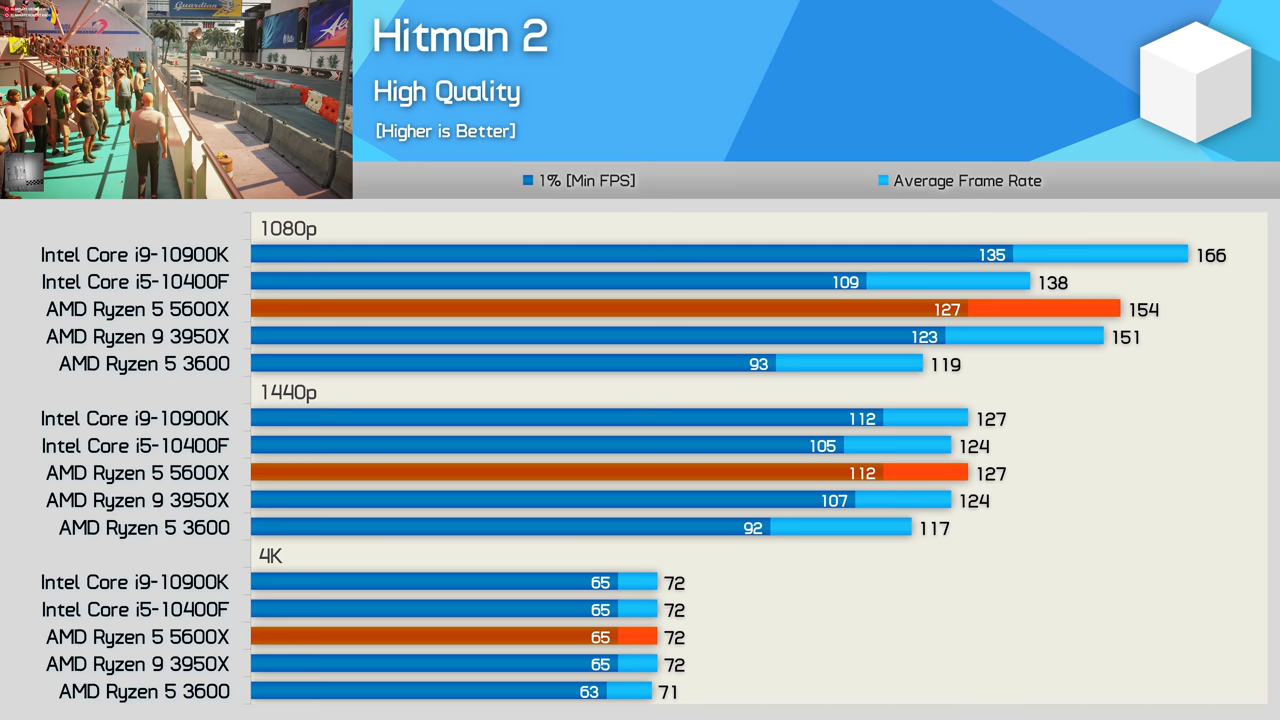 Guardian
Hitman 2
High Quality
[Higher is Better]
1% [Min FPS]
Average Frame Rate
1080p
Intel Core i9-10900K 135 166
Intel Core i5-10400F 109 138
AMD Ryzen 5 5600X 127 154
AMD Ryzen 9 3950X 123 151
AMD Ryzen 5 3600 93 119
1440p
Intel Core i9-10900K 112 127
Intel Core i5-10400F 105 124
AMD Ryzen 5 5600X 112 127
AMD Ryzen 9 3950X 107 124
AMD Ryzen 5 3600 92 117
4K
Intel Core i9-10900K 65 72
Intel Core i5-10400F 65 72
AMD Ryzen 5 5600X 65 72
AMD Ryzen 9 3950X 65 72
AMD Ryzen 5 3600 63 71